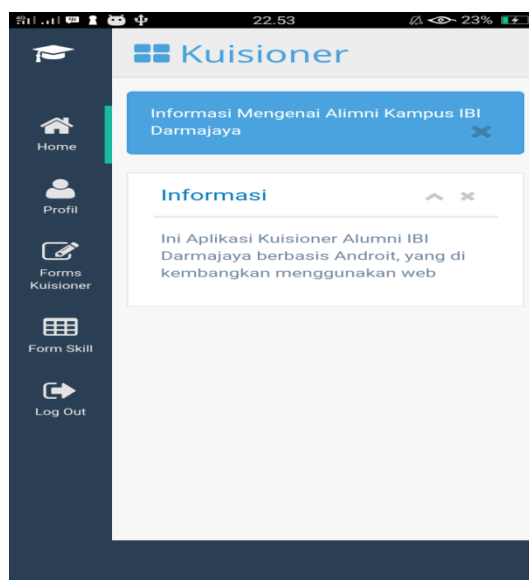 22.53
23%
Kuisioner
Informasi Mengenai Alimni Kampus IBI
Darmajaya
Home
Profil
Forms
Kuisioner
Form Skill
Log Out
Informasi
Ini Aplikasi Kuisioner Alumni IBI
Darmajaya berbasis Androit, yang di
kembangkan menggunakan web